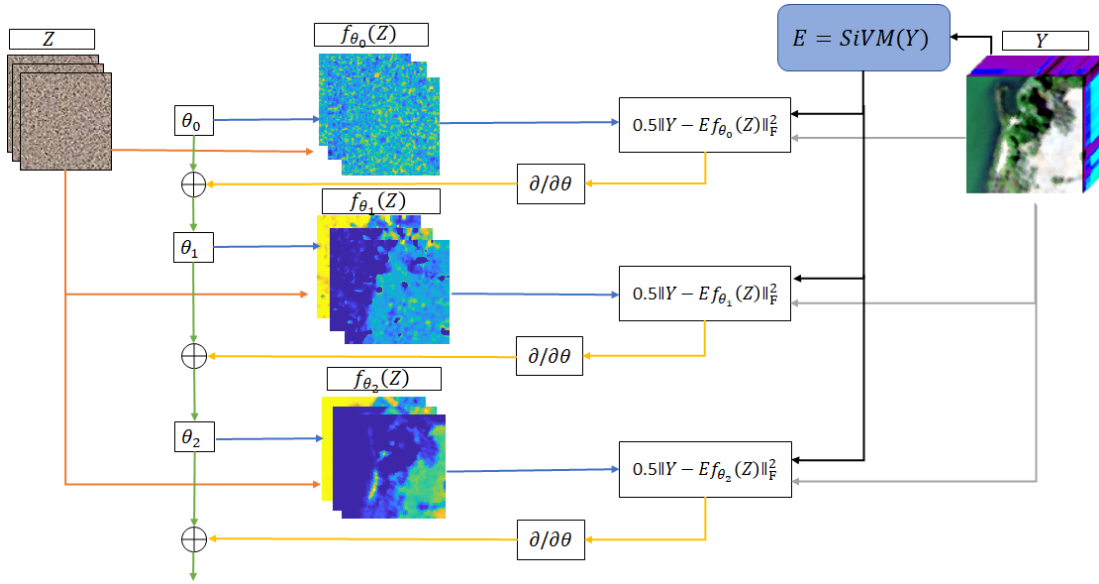 Z
f_{θ_0}(Z)
E = SiVM(Y)
Y
θ_0
0.5‖Y − Ef_{θ_0}(Z)‖_F^2
∂/∂θ
f_{θ_1}(Z)
θ_1
0.5‖Y − Ef_{θ_1}(Z)‖_F^2
∂/∂θ
f_{θ_2}(Z)
θ_2
0.5‖Y − Ef_{θ_2}(Z)‖_F^2
∂/∂θ